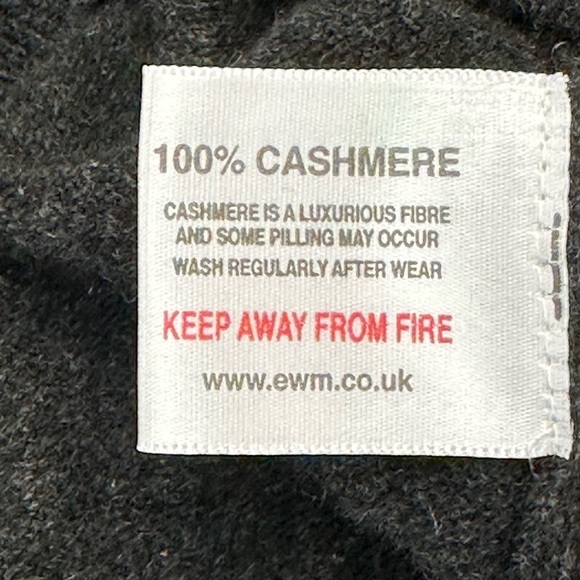 100% CASHMERE
CASHMERE IS A LUXURIOUS FIBRE
AND SOME PILLING MAY OCCUR
WASH REGULARLY AFTER WEAR
KEEP AWAY FROM FIRE
www.ewm.co.uk